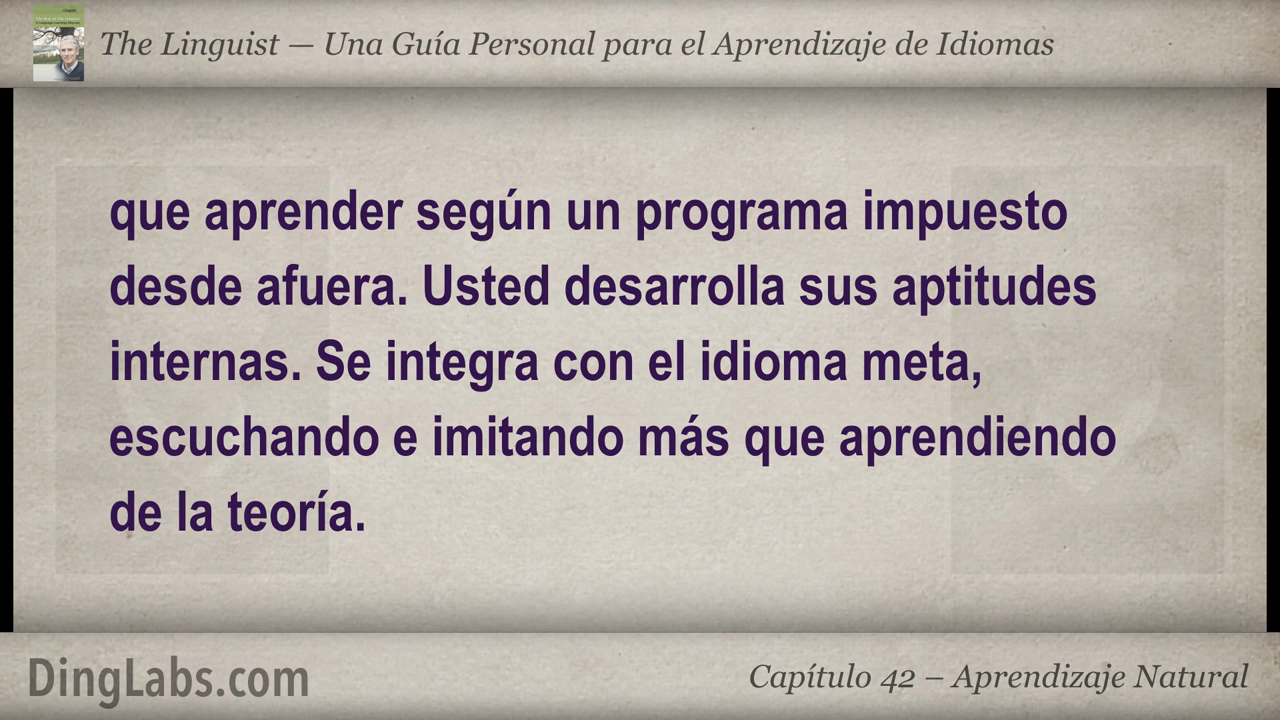 The Linguist — Una Guía Personal para el Aprendizaje de Idiomas
que aprender según un programa impuesto
desde afuera. Usted desarrolla sus aptitudes
internas. Se integra con el idioma meta,
escuchando e imitando más que aprendiendo
de la teoría.
DingLabs.com
Capítulo 42 – Aprendizaje Natural